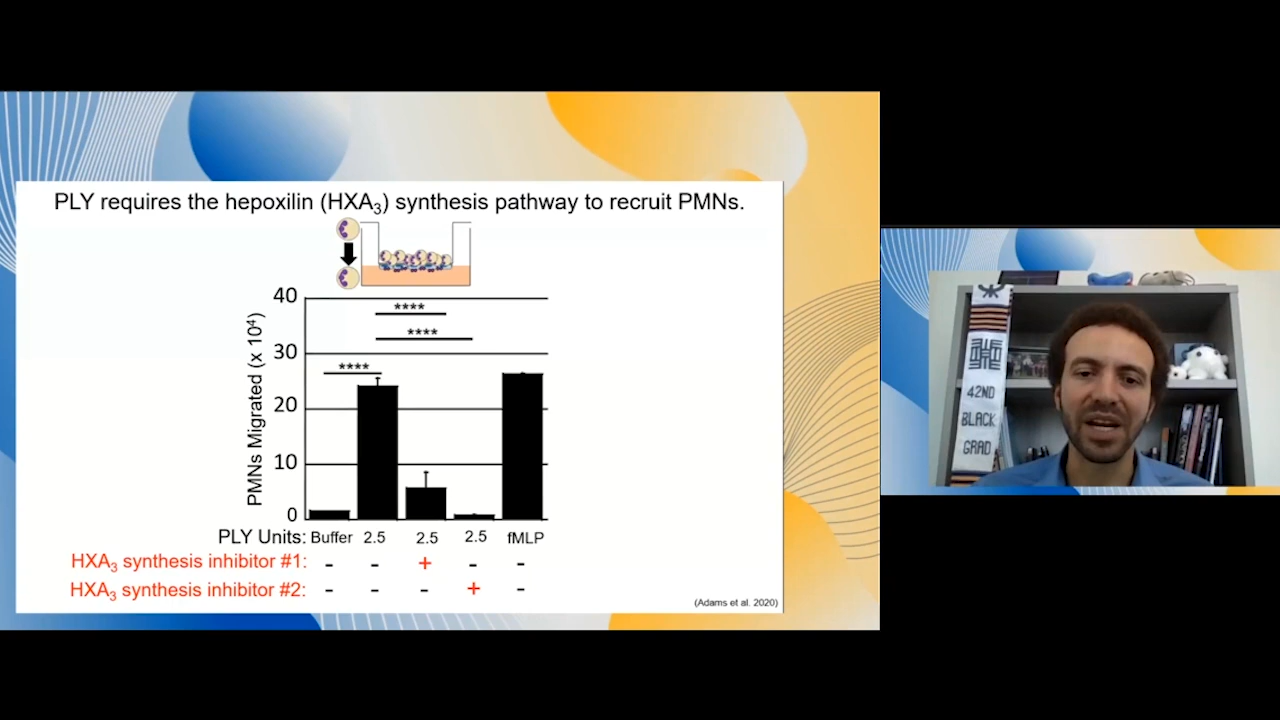 PLY requires the hepoxilin (HXA3) synthesis pathway to recruit PMNs.
PMNs Migrated (x 10⁴)
40
30
20
10
0
****
****
****
PLY Units: Buffer 2.5 2.5 2.5 fMLP
HXA3 synthesis inhibitor #1: - - + - -
HXA3 synthesis inhibitor #2: - - - + -
(Adams et al. 2020)
42ND
BLACK
GRAD